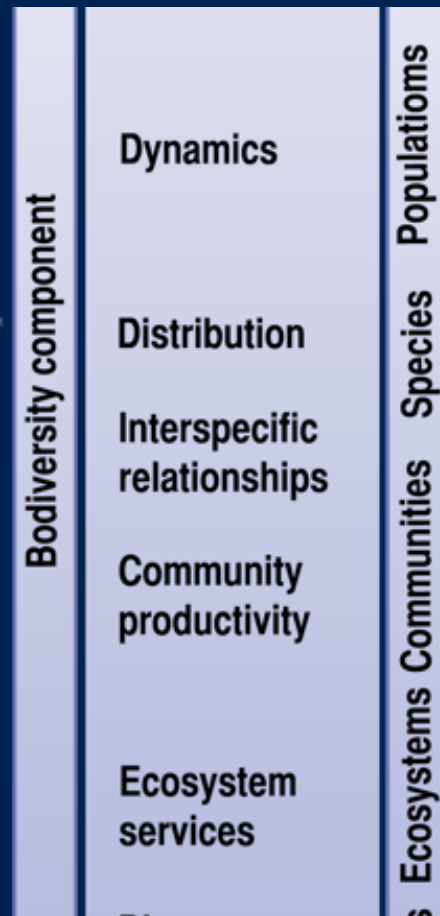 Bodiversity component
Dynamics
Distribution
Interspecific
relationships
Community
productivity
Ecosystem
services
Populatioms
Species
Communities
Ecosystems